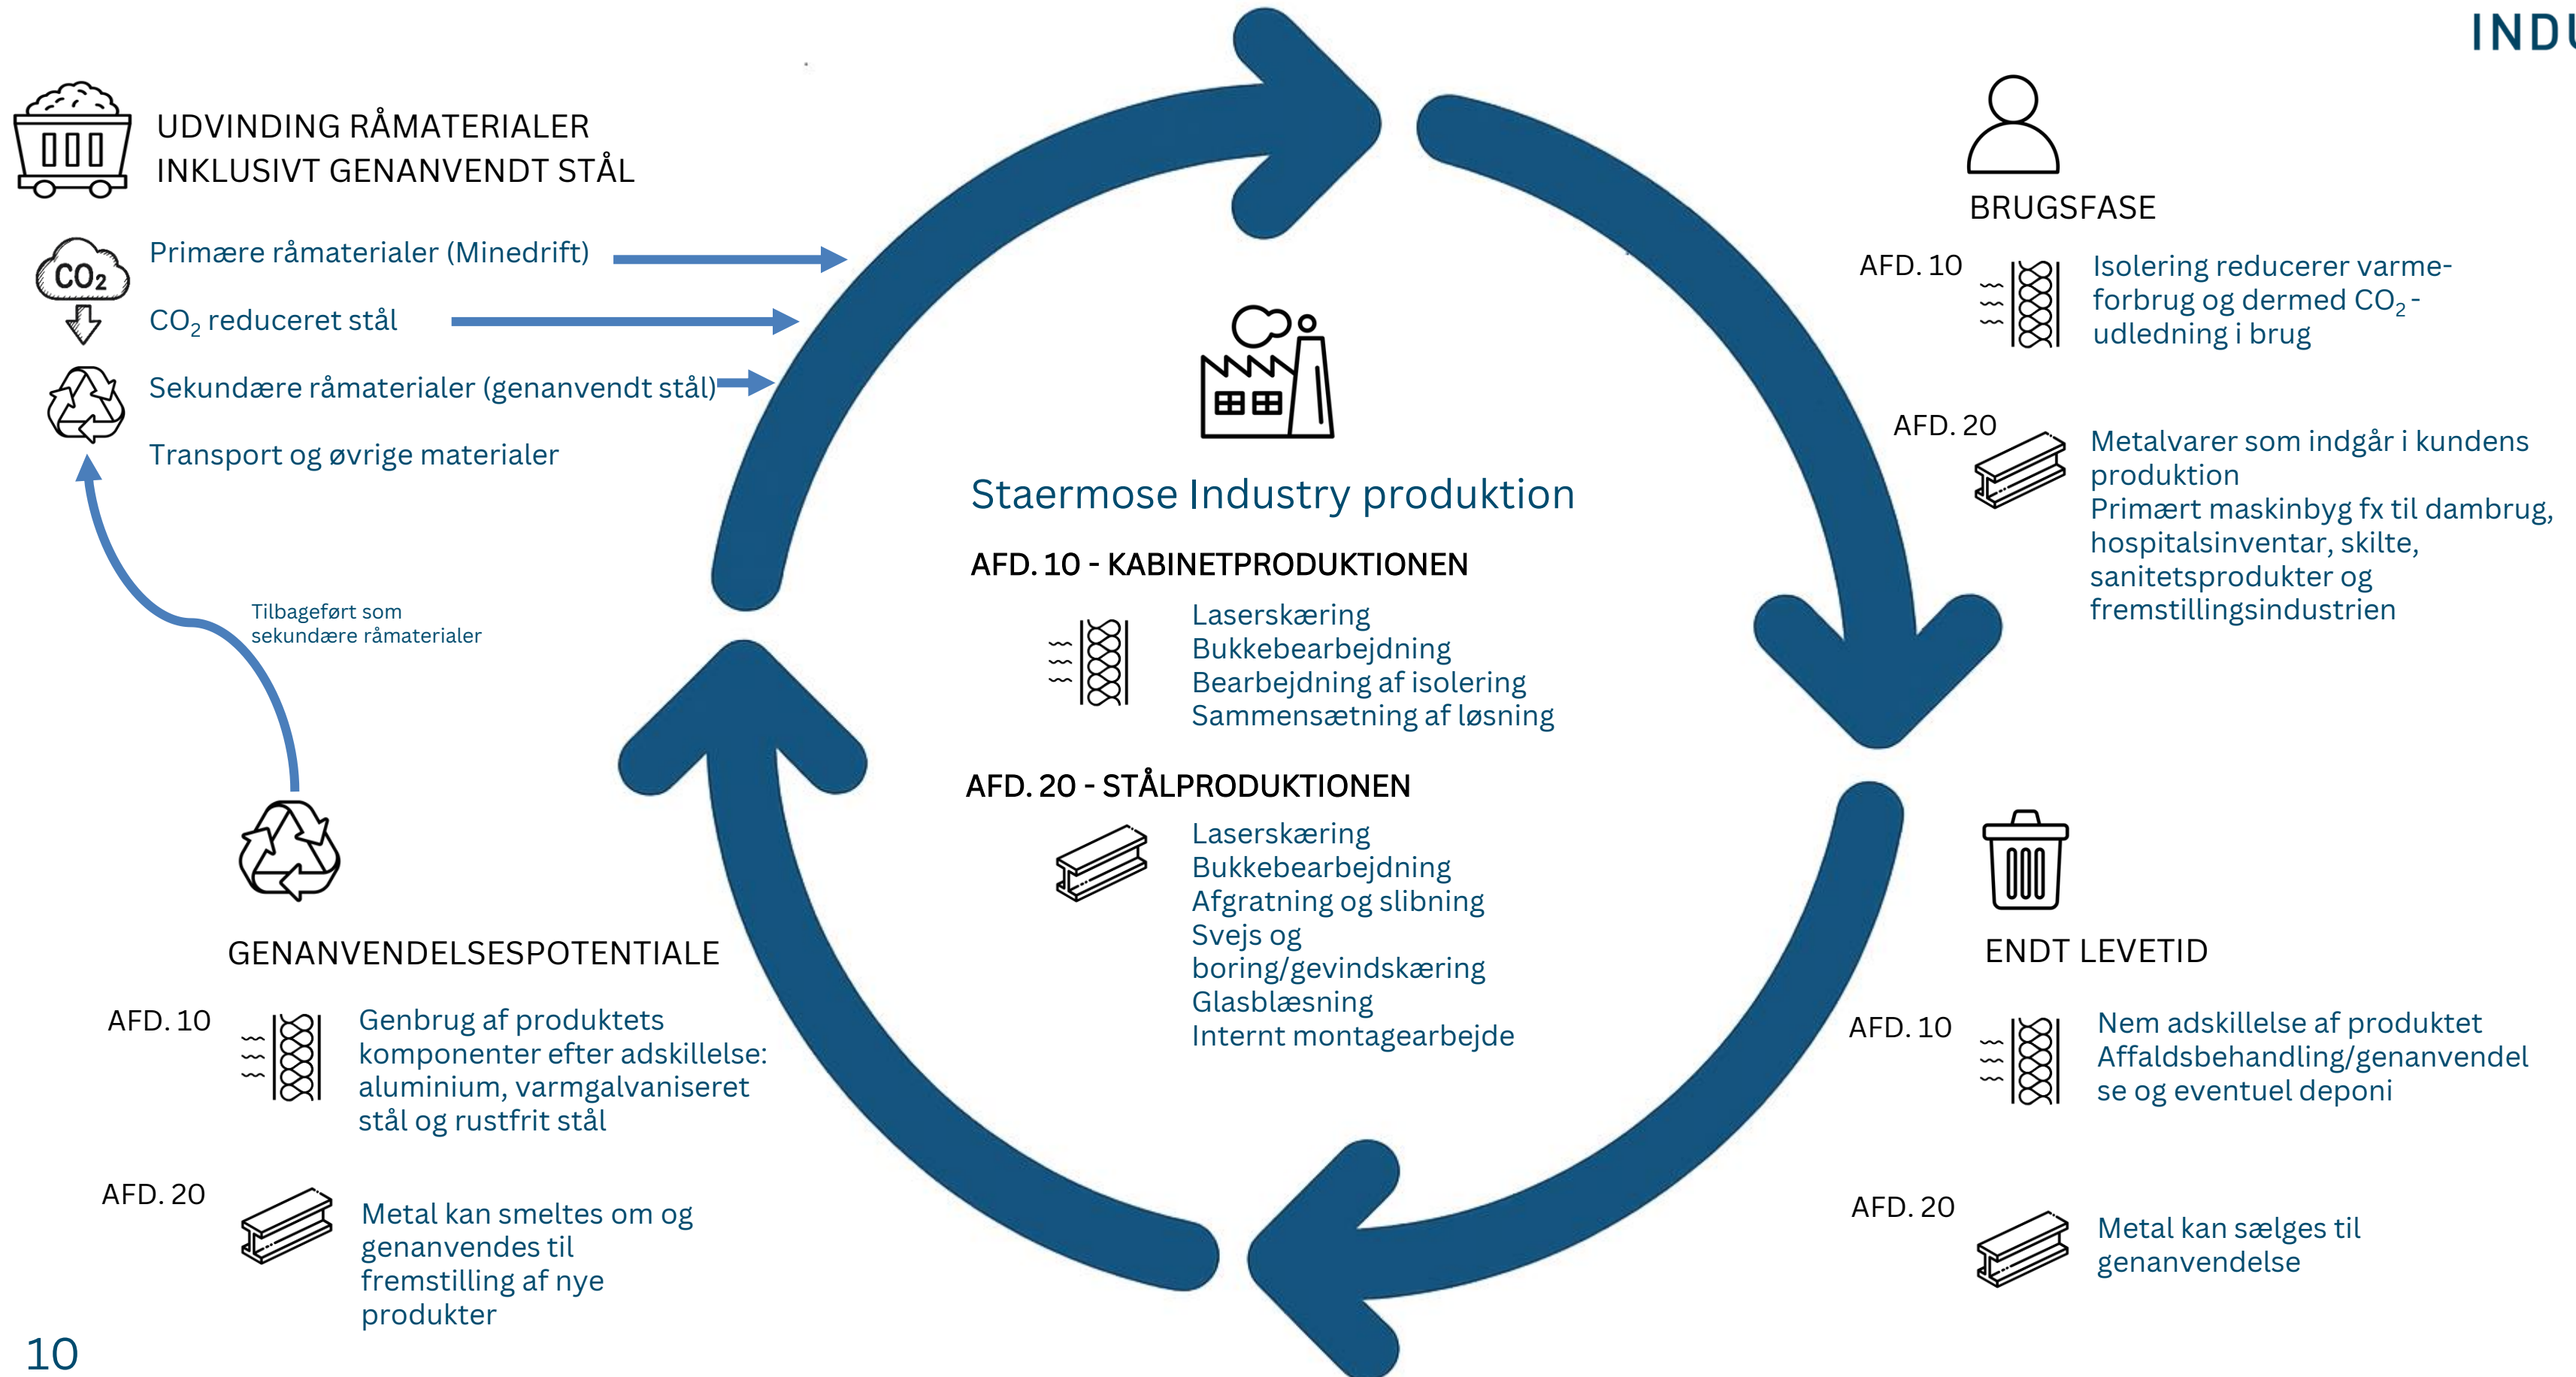 INDU
UDVINDING RÅMATERIALER
INKLUSIVT GENANVENDT STÅL
CO₂
Primære råmaterialer (Minedrift)
CO₂ reduceret stål
Sekundære råmaterialer (genanvendt stål)
Transport og øvrige materialer
Tilbageført som
sekundære råmaterialer
Staermose Industry produktion
AFD. 10 - KABINETPRODUKTIONEN
Laserskæring
Bukkebearbejdning
Bearbejdning af isolering
Sammensætning af løsning
AFD. 20 - STÅLPRODUKTIONEN
Laserskæring
Bukkebearbejdning
Afgratning og slibning
Svejs og
boring/gevindskæring
Glasblæsning
Internt montagearbejde
BRUGSFASE
AFD. 10
Isolering reducerer varme-
forbrug og dermed CO₂-
udledning i brug
AFD. 20
Metalvarer som indgår i kundens
produktion
Primært maskinbyg fx til dambrug,
hospitalsinventar, skilte,
sanitetsprodukter og
fremstillingsindustrien
ENDT LEVETID
AFD. 10
Nem adskillelse af produktet
Affaldsbehandling/genanvendel
se og eventuel deponi
AFD. 20
Metal kan sælges til
genanvendelse
GENANVENDELSESPOTENTIALE
AFD. 10
Genbrug af produktets
komponenter efter adskillelse:
aluminium, varmgalvaniseret
stål og rustfrit stål
AFD. 20
Metal kan smeltes om og
genanvendes til
fremstilling af nye
produkter
10